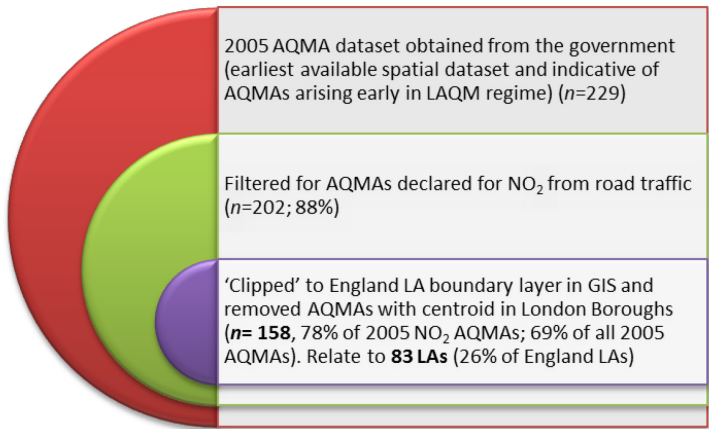 2005 AQMA dataset obtained from the government
(earliest available spatial dataset and indicative of
AQMAs arising early in LAQM regime) (n=229)
Filtered for AQMAs declared for NO₂ from road traffic
(n=202; 88%)
‘Clipped’ to England LA boundary layer in GIS and
removed AQMAs with centroid in London Boroughs
(n= 158, 78% of 2005 NO₂ AQMAs; 69% of all 2005
AQMAs). Relate to 83 LAs (26% of England LAs)